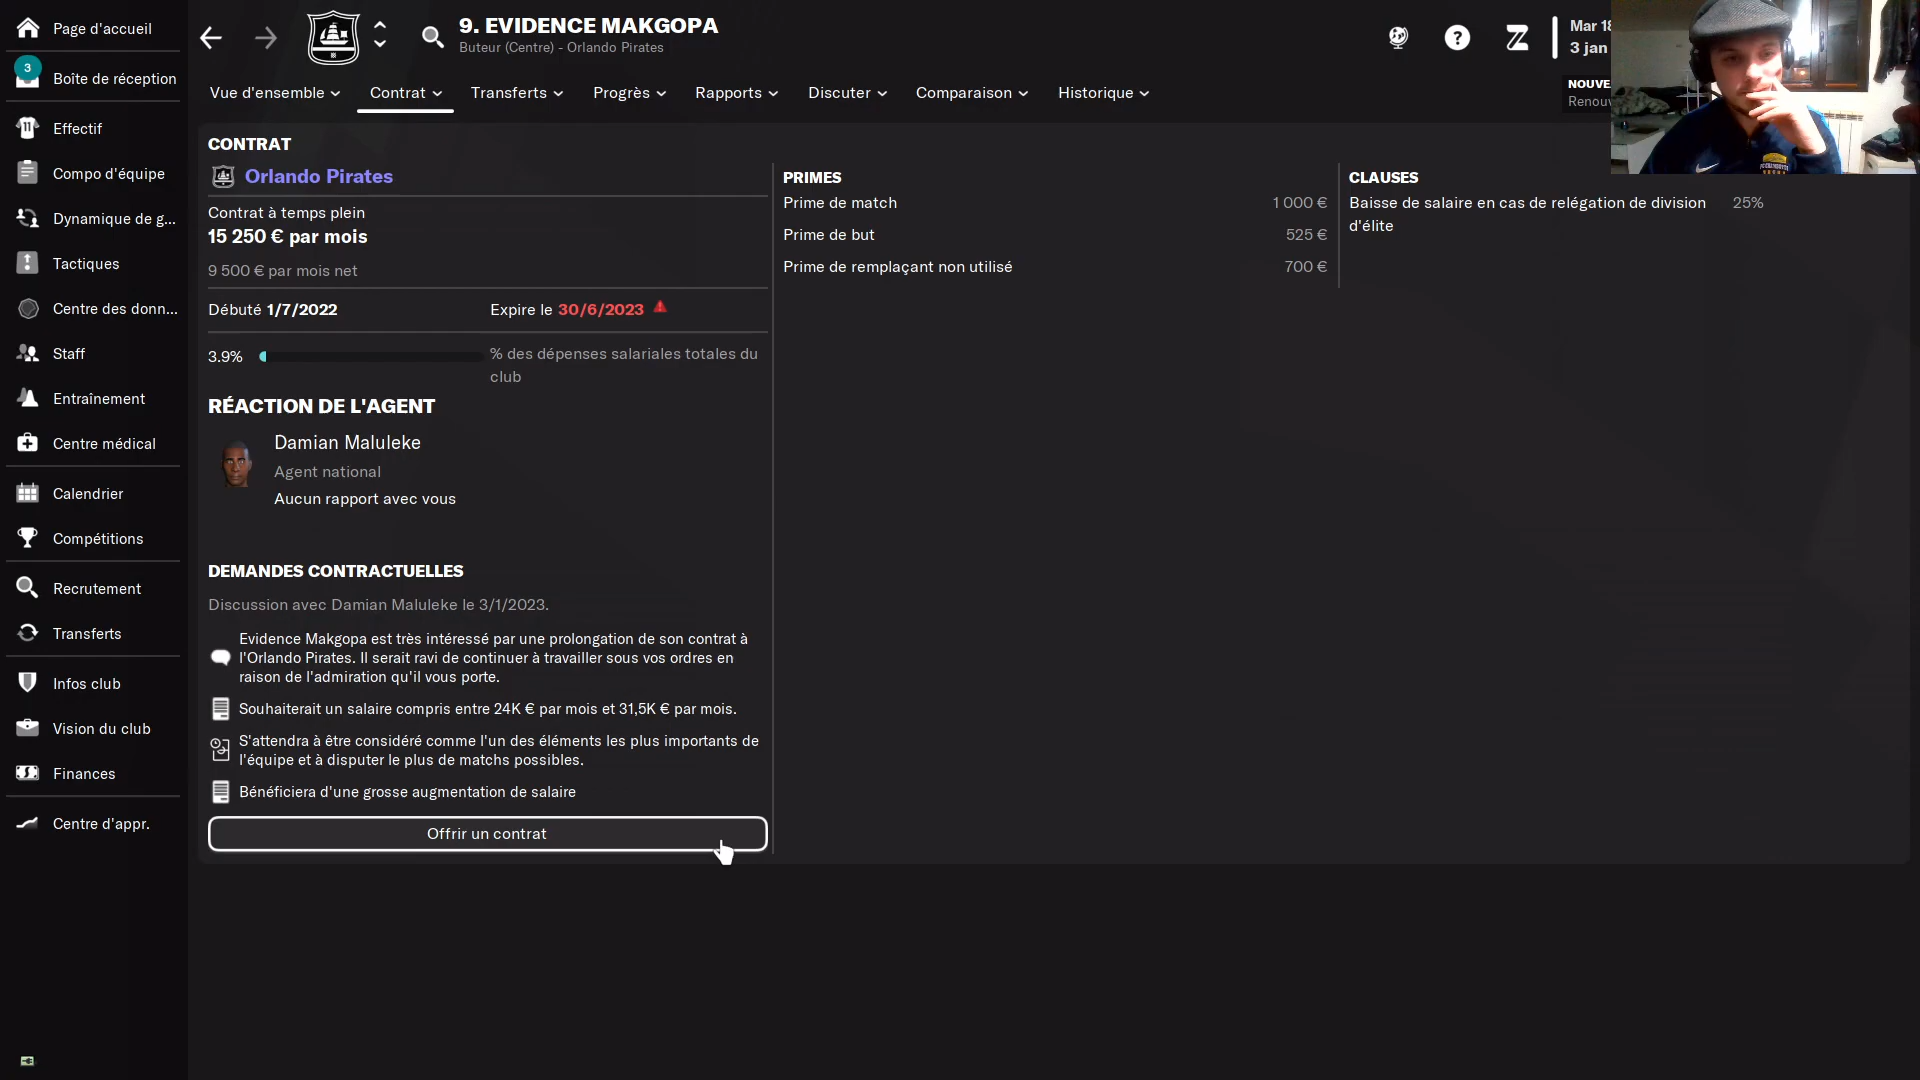 Page d'accueil
3
Boîte de réception
Effectif
Compo d'équipe
Dynamique de g...
Tactiques
Centre des donn...
Staff
Entraînement
Centre médical
Calendrier
Compétitions
Recrutement
Transferts
Infos club
Vision du club
Finances
Centre d'appr.
9. EVIDENCE MAKGOPA
Buteur (Centre) - Orlando Pirates
Mar 18
3 jan
Vue d'ensemble
Contrat
Transferts
Progrès
Rapports
Discuter
Comparaison
Historique
NOUVE
Renou
CONTRAT
Orlando Pirates
Contrat à temps plein
15 250 € par mois
9 500 € par mois net
Débuté 1/7/2022
Expire le 30/6/2023
3.9%
% des dépenses salariales totales du
club
RÉACTION DE L'AGENT
Damian Maluleke
Agent national
Aucun rapport avec vous
DEMANDES CONTRACTUELLES
Discussion avec Damian Maluleke le 3/1/2023.
Evidence Makgopa est très intéressé par une prolongation de son contrat à
l'Orlando Pirates. Il serait ravi de continuer à travailler sous vos ordres en
raison de l'admiration qu'il vous porte.
Souhaiterait un salaire compris entre 24K € par mois et 31,5K € par mois.
S'attendra à être considéré comme l'un des éléments les plus importants de
l'équipe et à disputer le plus de matchs possibles.
Bénéficiera d'une grosse augmentation de salaire
Offrir un contrat
PRIMES
Prime de match 1 000 €
Prime de but 525 €
Prime de remplaçant non utilisé 700 €
CLAUSES
Baisse de salaire en cas de relégation de division 25%
d'élite